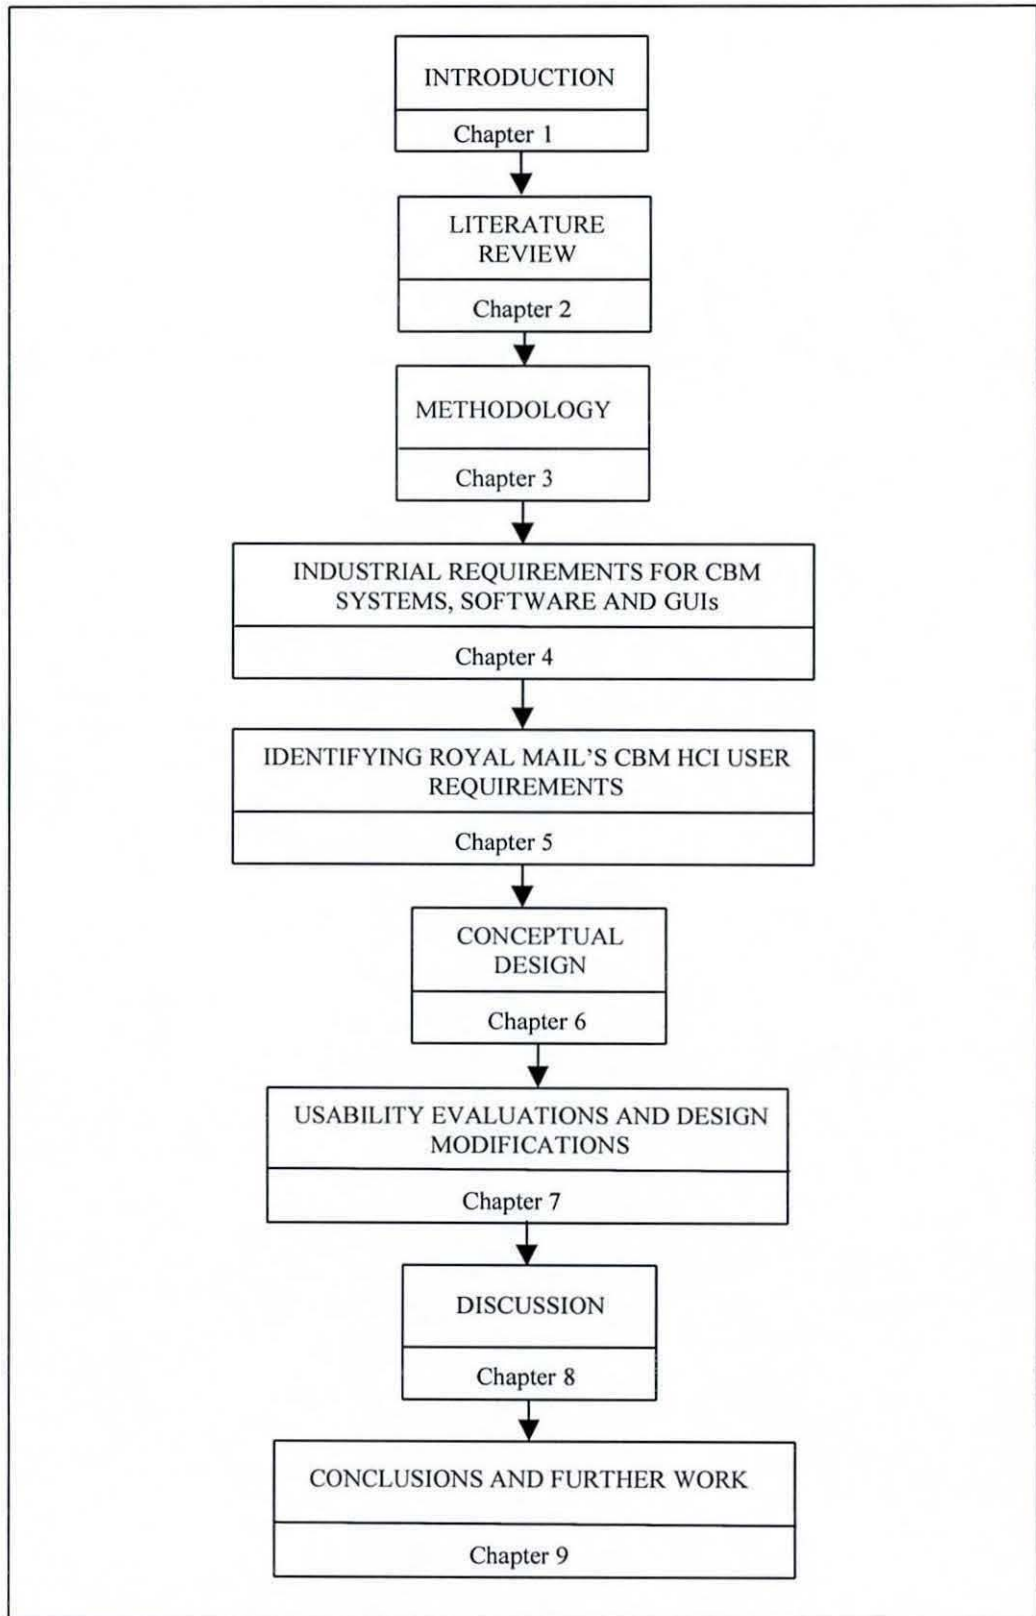 INTRODUCTION
Chapter 1
LITERATURE
REVIEW
Chapter 2
METHODOLOGY
Chapter 3
INDUSTRIAL REQUIREMENTS FOR CBM
SYSTEMS, SOFTWARE AND GUIs
Chapter 4
IDENTIFYING ROYAL MAIL'S CBM HCI USER
REQUIREMENTS
Chapter 5
CONCEPTUAL
DESIGN
Chapter 6
USABILITY EVALUATIONS AND DESIGN
MODIFICATIONS
Chapter 7
DISCUSSION
Chapter 8
CONCLUSIONS AND FURTHER WORK
Chapter 9